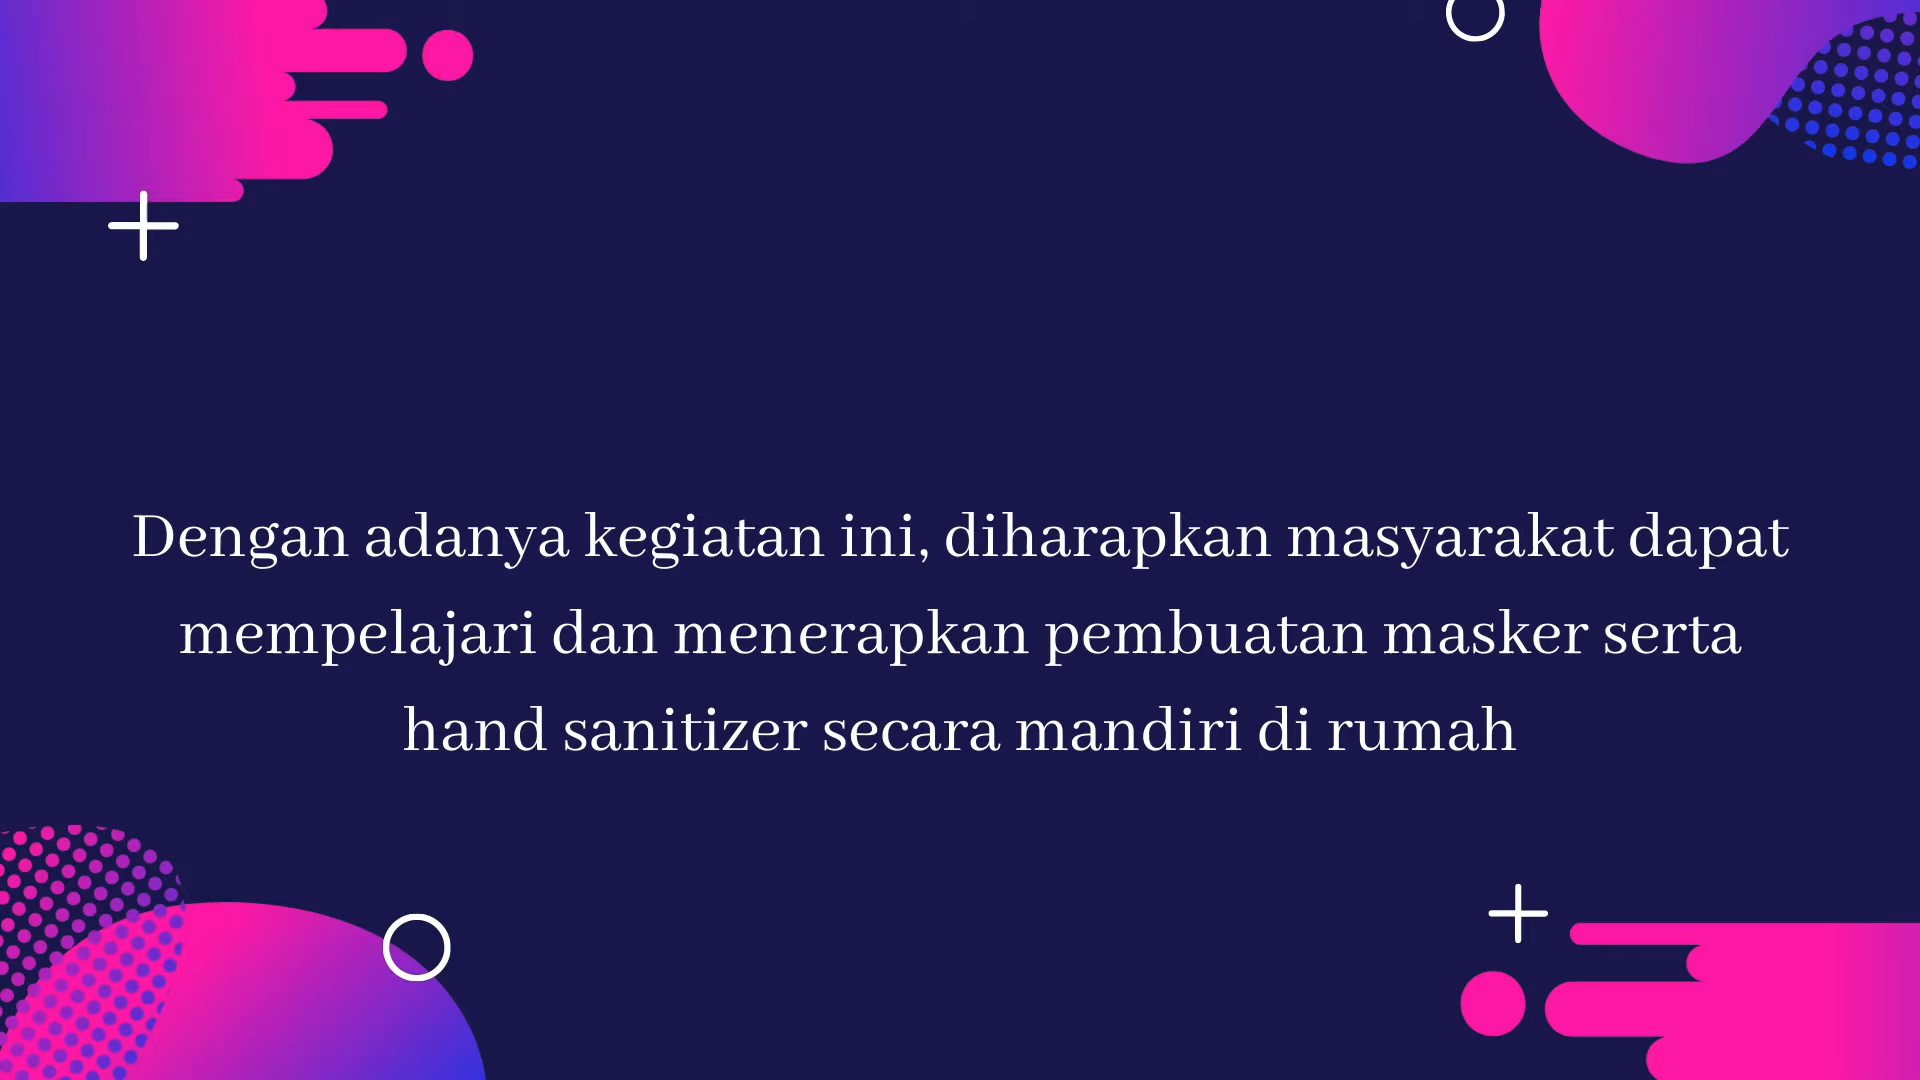 Dengan adanya kegiatan ini, diharapkan masyarakat dapat
mempelajari dan menerapkan pembuatan masker serta
hand sanitizer secara mandiri di rumah